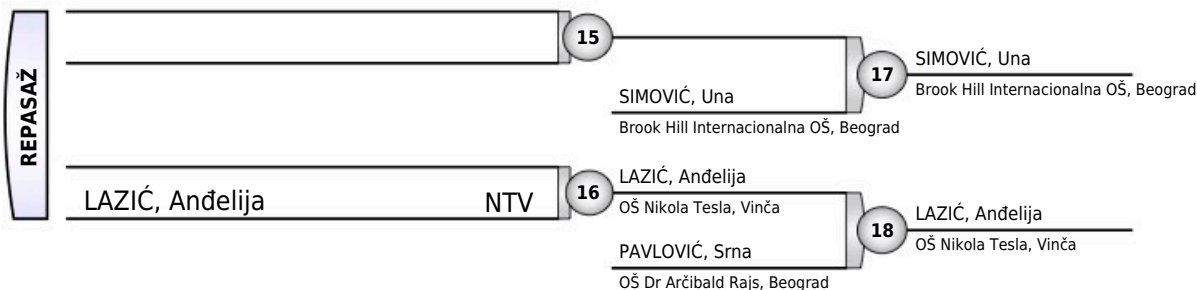 REPASAŽ
15
SIMOVIĆ, Una
Brook Hill Internacionalna OŠ, Beograd
17
SIMOVIĆ, Una
Brook Hill Internacionalna OŠ, Beograd
LAZIĆ, Anđelija NTV
16
LAZIĆ, Anđelija
OŠ Nikola Tesla, Vinča
PAVLOVIĆ, Srna
OŠ Dr Arčibald Rajs, Beograd
18
LAZIĆ, Anđelija
OŠ Nikola Tesla, Vinča